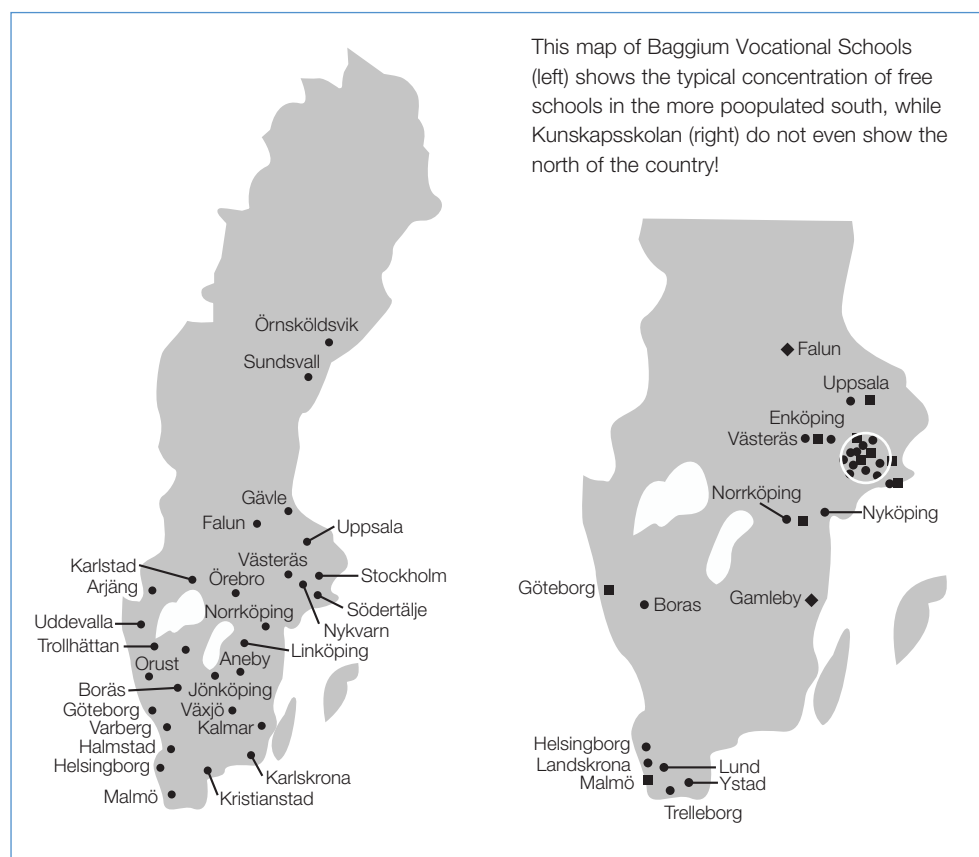 This map of Baggium Vocational Schools
(left) shows the typical concentration of free
schools in the more poopulated south, while
Kunskapsskolan (right) do not even show the
north of the country!
Örnsköldsvik
Sundsvall
Gävle
Falun
Uppsala
Karlstad
Västerås
Stockholm
Arjäng
Örebro
Södertälje
Norrköping
Nykvarn
Uddevalla
Linköping
Trollhättan
Aneby
Orust
Jönköping
Boräs
Göteborg
Växjö
Varberg
Kalmar
Halmstad
Helsingborg
Karlskrona
Malmö
Kristianstad
Falun
Uppsala
Enköping
Västerås
Norrköping
Nyköping
Göteborg
Boras
Gamleby
Helsingborg
Landskrona
Lund
Malmö
Ystad
Trelleborg